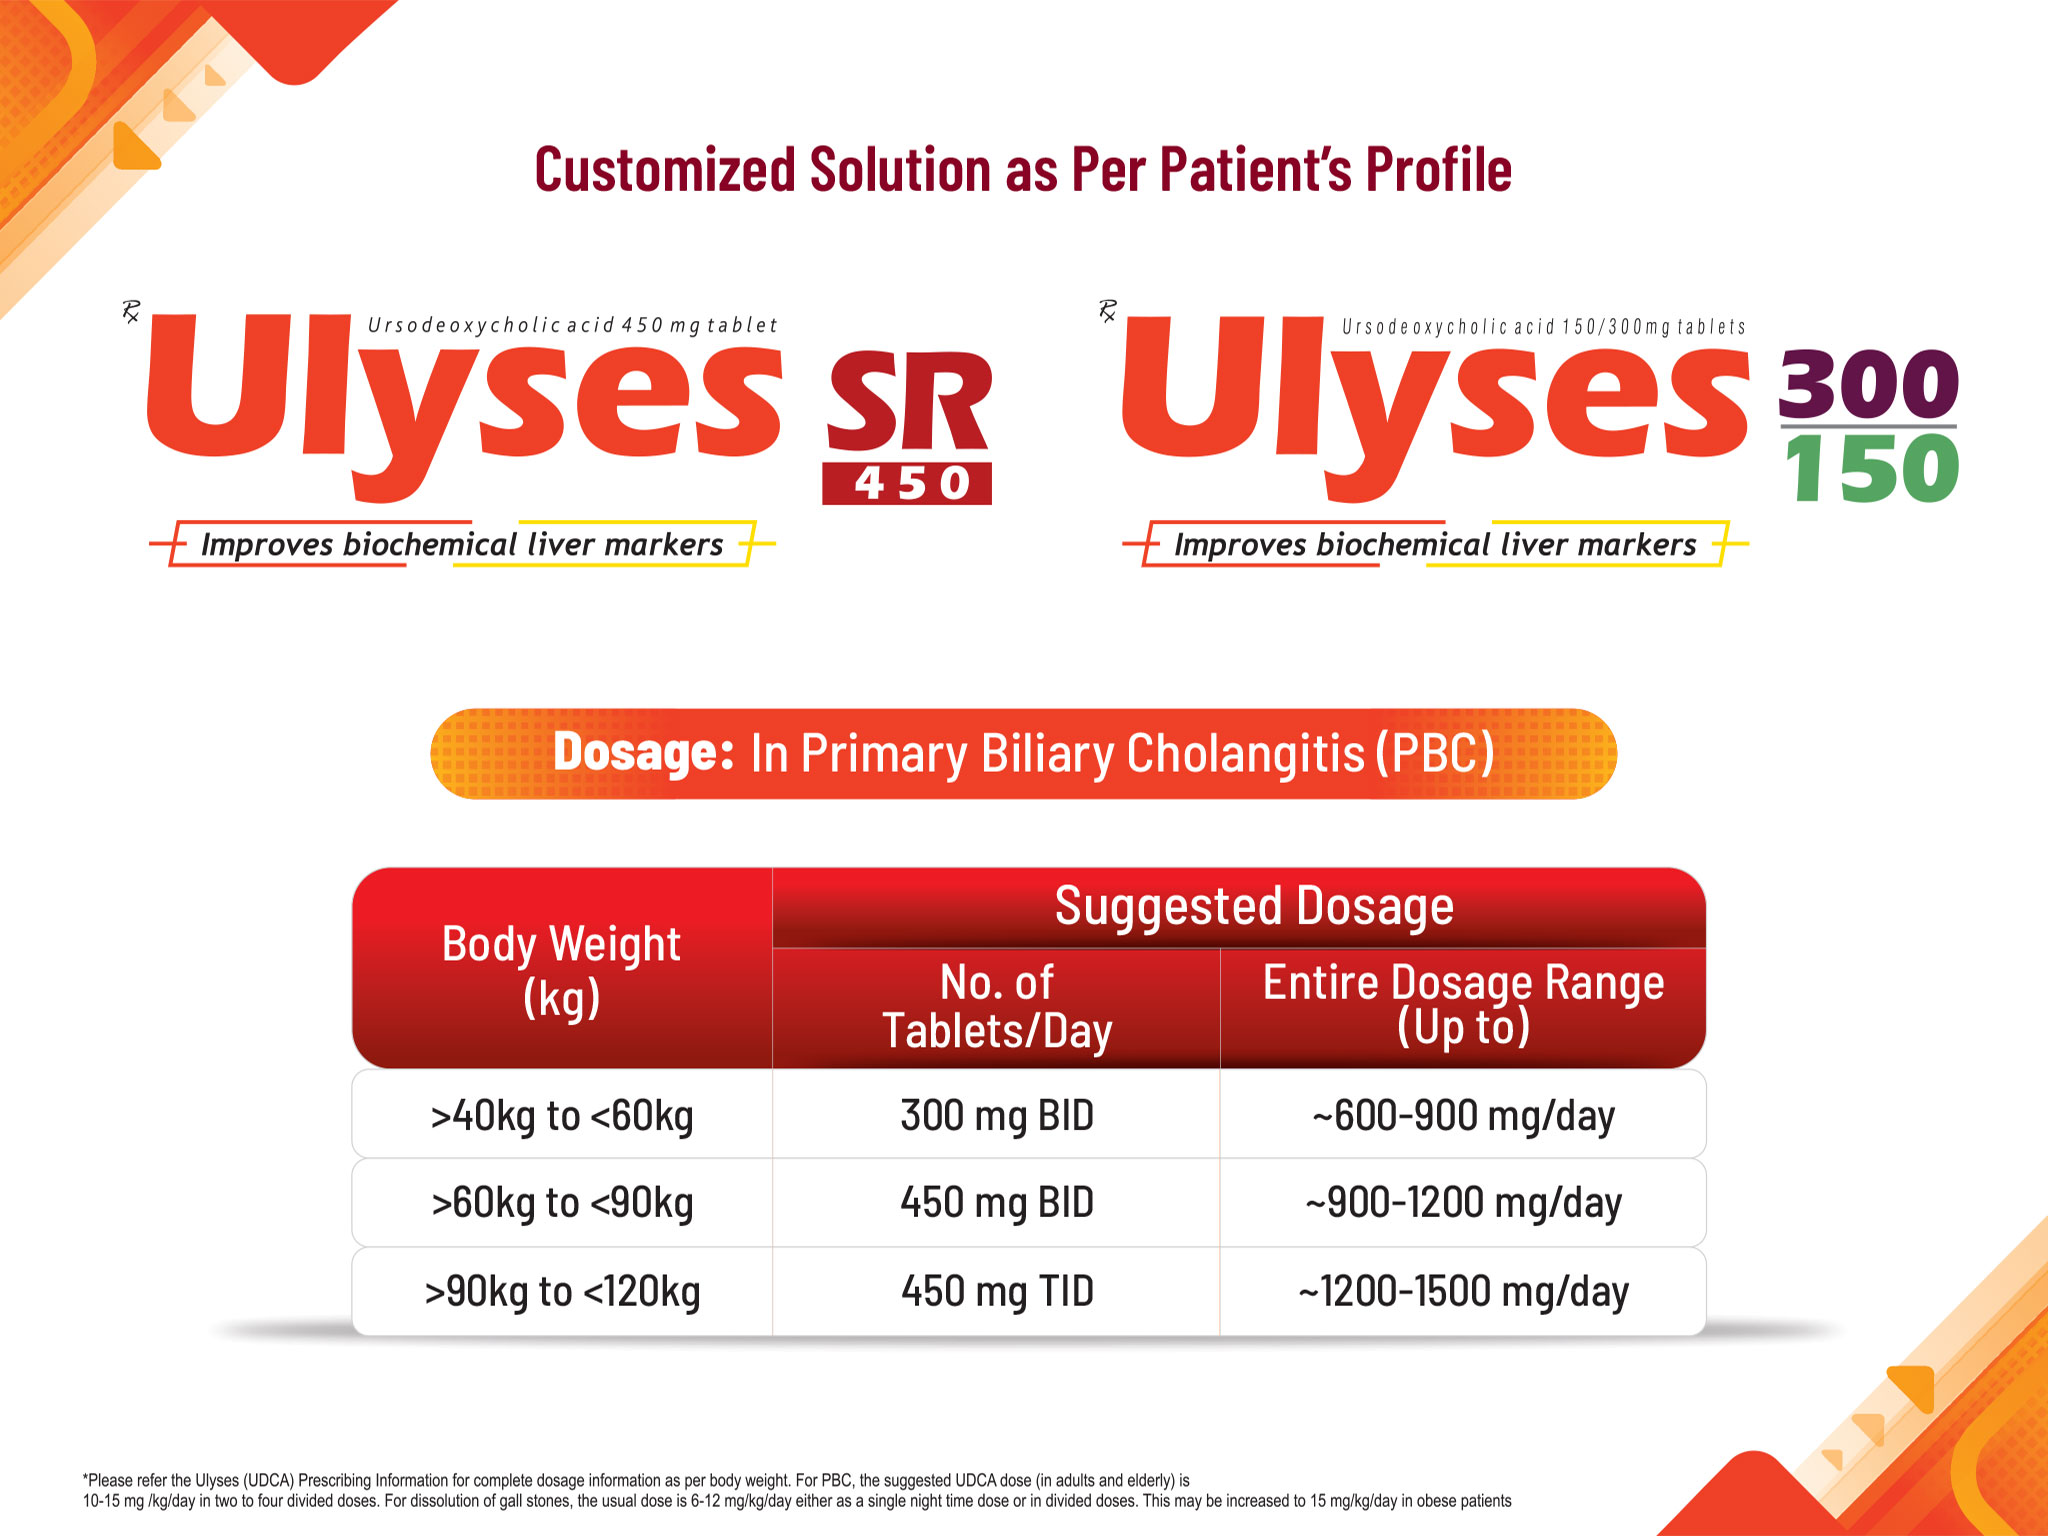 Customized Solution as Per Patient's Profile
Rx
Ursodeoxycholic acid 450 mg tablet
Ulyses SR
450
Improves biochemical liver markers
Rx
Ursodeoxycholic acid 150/300mg tablets
Ulyses 300
150
Improves biochemical liver markers
Dosage: In Primary Biliary Cholangitis (PBC)
Body Weight
(kg)
Suggested Dosage
No. of
Tablets/Day
Entire Dosage Range
(Up to)
>40kg to <60kg 300 mg BID ~600-900 mg/day
>60kg to <90kg 450 mg BID ~900-1200 mg/day
>90kg to <120kg 450 mg TID ~1200-1500 mg/day
*Please refer the Ulyses (UDCA) Prescribing Information for complete dosage information as per body weight. For PBC, the suggested UDCA dose (in adults and elderly) is
10-15 mg /kg/day in two to four divided doses. For dissolution of gall stones, the usual dose is 6-12 mg/kg/day either as a single night time dose or in divided doses. This may be increased to 15 mg/kg/day in obese patients